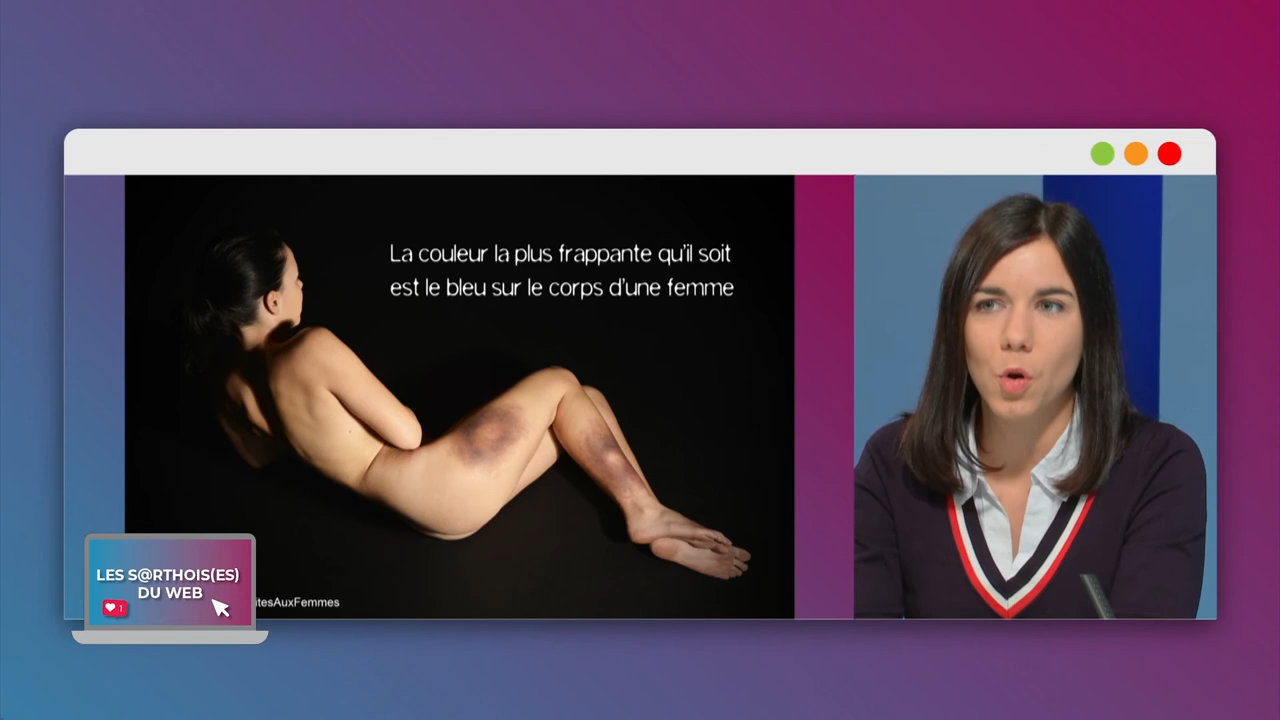 La couleur la plus frappante qu'il soit
est le bleu sur le corps d'une femme
LES S@RTHOIS(ES)
DU WEB
1
itesAuxFemmes